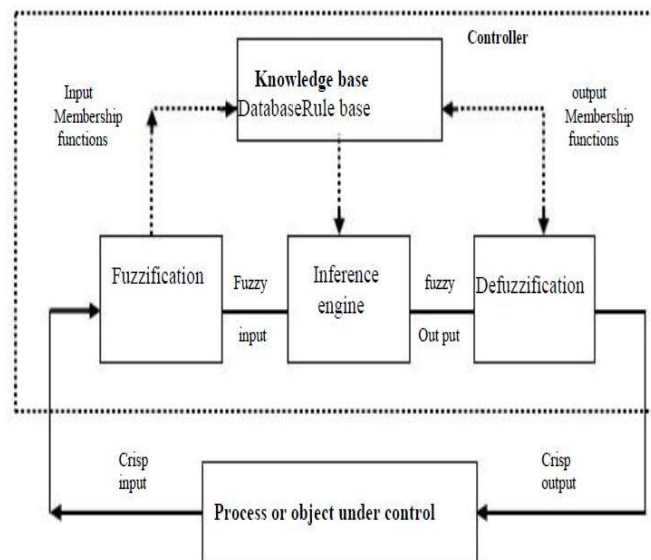 Controller
Knowledge base
DatabaseRule base
Input
Membership
functions
output
Membership
functions
Fuzzification
Fuzzy
input
Inference
engine
fuzzy
Out put
Defuzzification
Crisp
input
Crisp
output
Process or object under control